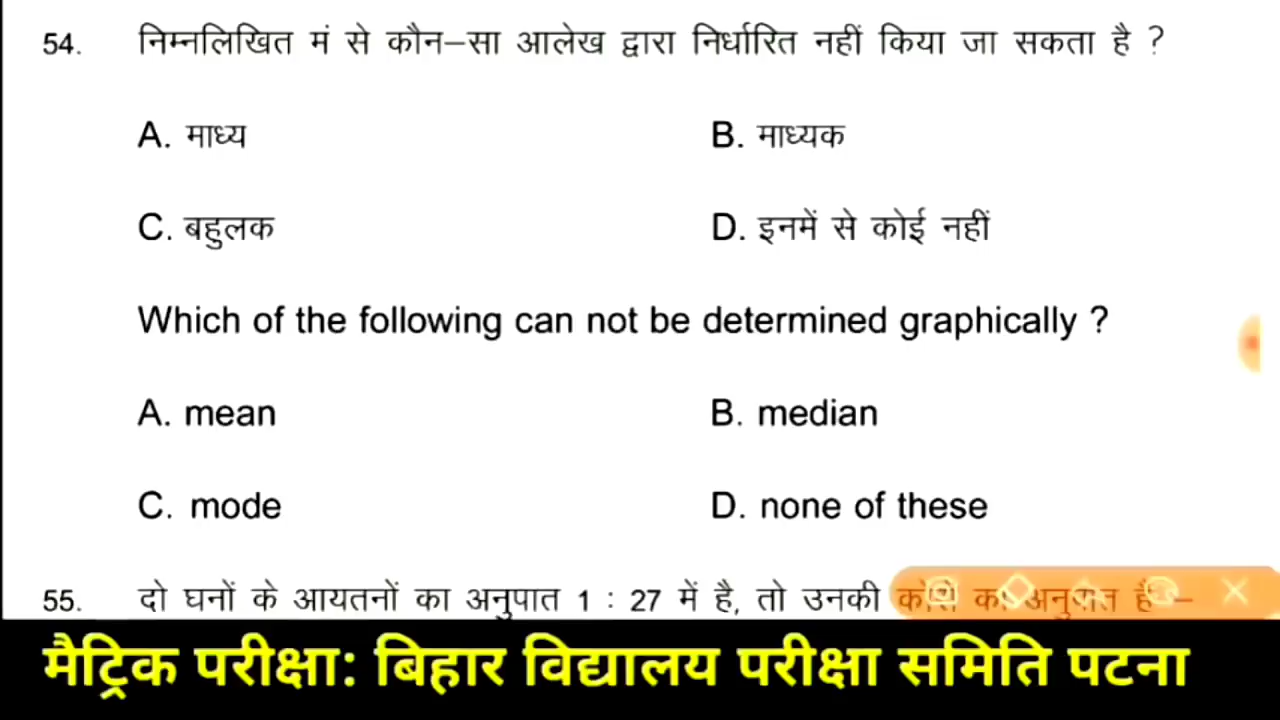 54. निम्नलिखित मं से कौन–सा आलेख द्वारा निर्धारित नहीं किया जा सकता है ?
A. माध्य B. माध्यक
C. बहुलक D. इनमें से कोई नहीं
Which of the following can not be determined graphically ?
A. mean B. median
C. mode D. none of these
55. दो घनों के आयतनों का अनुपात 1 : 27 में है, तो उनकी का अनुपात है –
मैट्रिक परीक्षा: बिहार विद्यालय परीक्षा समिति पटना